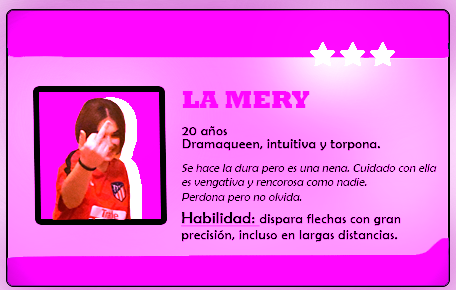 LA MERY
20 años
Dramaqueen, intuitiva y torpona.
Se hace la dura pero es una nena. Cuidado con ella
es vengativa y rencorosa como nadie.
Perdona pero no olvida.
Habilidad: dispara flechas con gran
precisión, incluso en largas distancias.